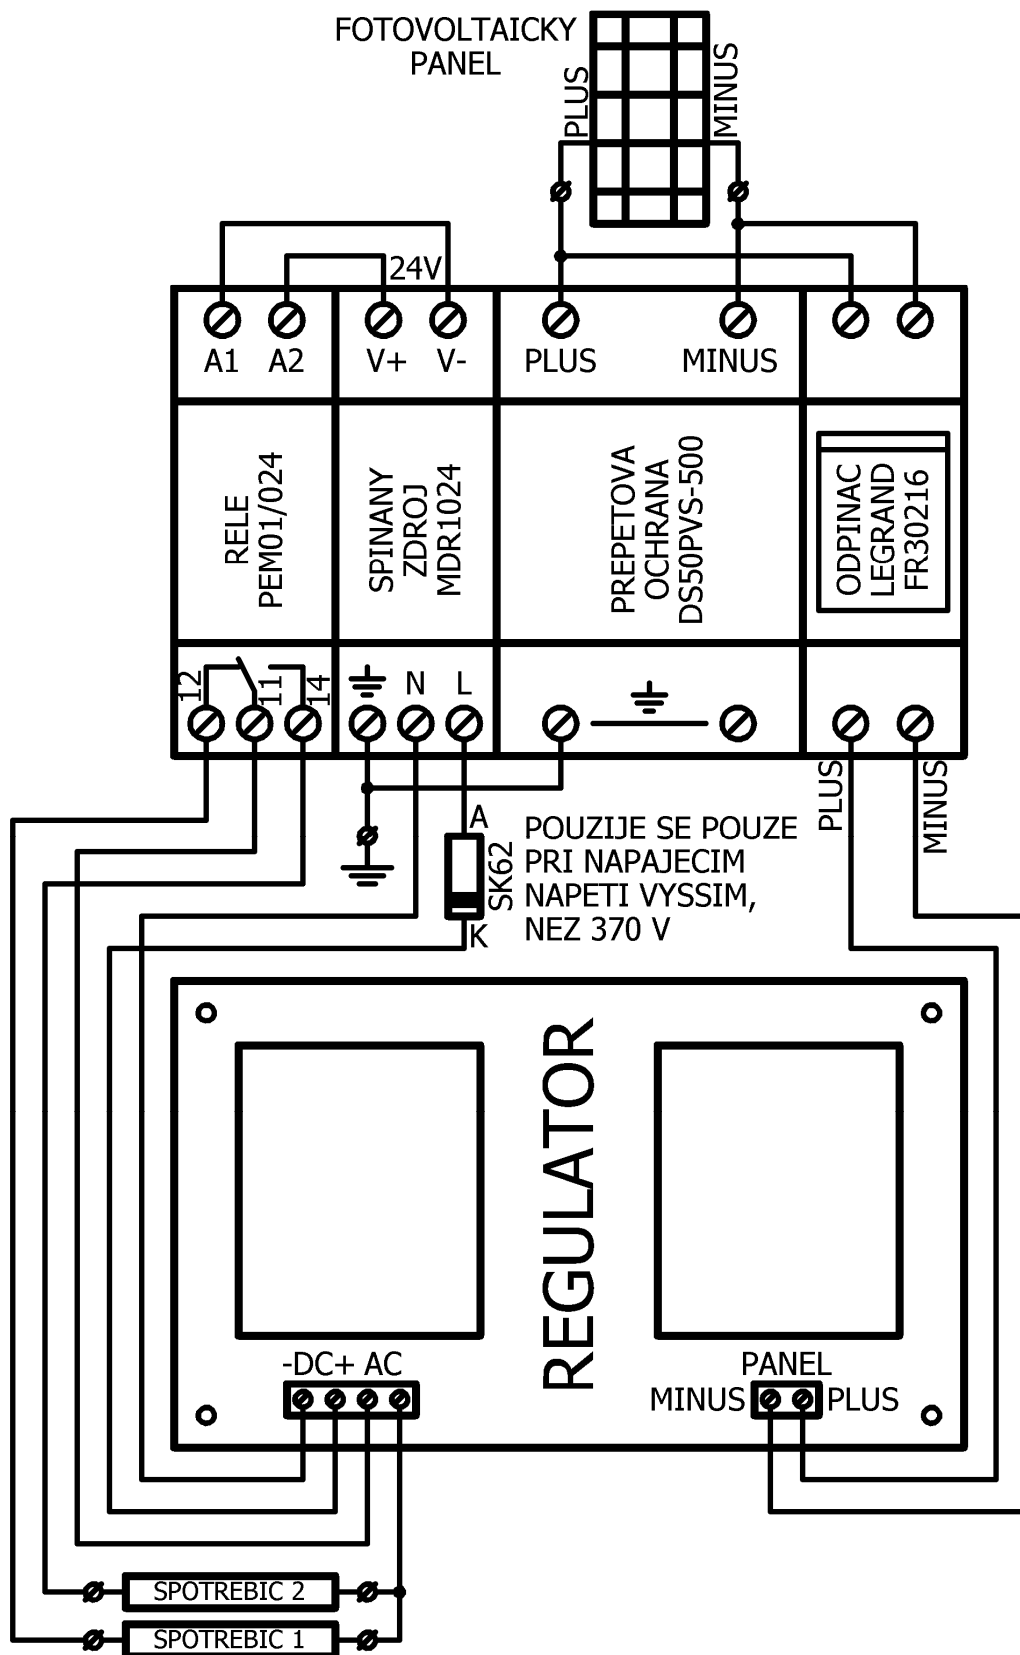 FOTOVOLTAICKY
PANEL
PLUS
MINUS
24V
A1
A2
V+
V-
PLUS
MINUS
RELE
PEM01/024
SPINANY
ZDROJ
MDR1024
PREPETOVA
OCHRANA
DS50PVS-500
ODPINAC
LEGRAND
FR30216
12
11
14
N
L
PLUS
MINUS
A
SK62
K
POUZIJE SE POUZE
PRI NAPAJECIM
NAPETI VYSSIM,
NEZ 370 V
REGULATOR
-DC+ AC
PANEL
MINUS
PLUS
SPOTREBIC 2
SPOTREBIC 1